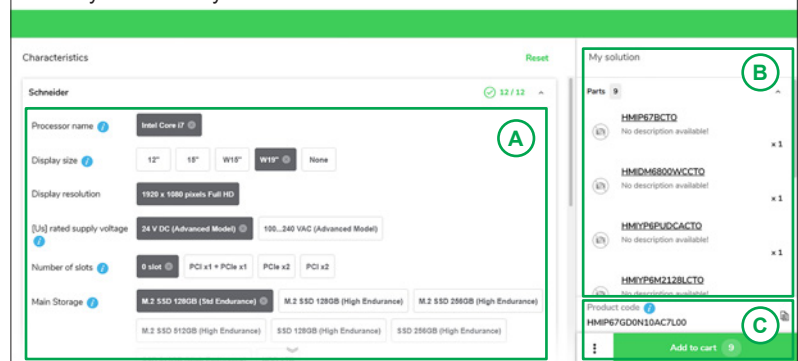 Characteristics
Reset
Schneider
12 / 12
A
Processor name
Intel Core i7
Display size
12" 15" W15" W19" None
Display resolution
1920 x 1080 pixels Full HD
[Us] rated supply voltage
24 V DC (Advanced Model) 100...240 VAC (Advanced Model)
Number of slots
0 slot PCI x1 + PCIe x1 PCIe x2 PCI x2
Main Storage
M.2 SSD 128GB (Std Endurance) M.2 SSD 128GB (High Endurance) M.2 SSD 256GB (High Endurance)
M.2 SSD 512GB (High Endurance) SSD 128GB (High Endurance) SSD 256GB (High Endurance)
My solution
B
Parts 9
HMIP67BCTO
No description available!
x 1
HMIDM6800WCCTO
No description available!
x 1
HMIYP6PUDCACTO
No description available!
x 1
HMIYP6M2128LCTO
No description available!
Product code
HMIP67GD0N10AC7L00
C
Add to cart 9